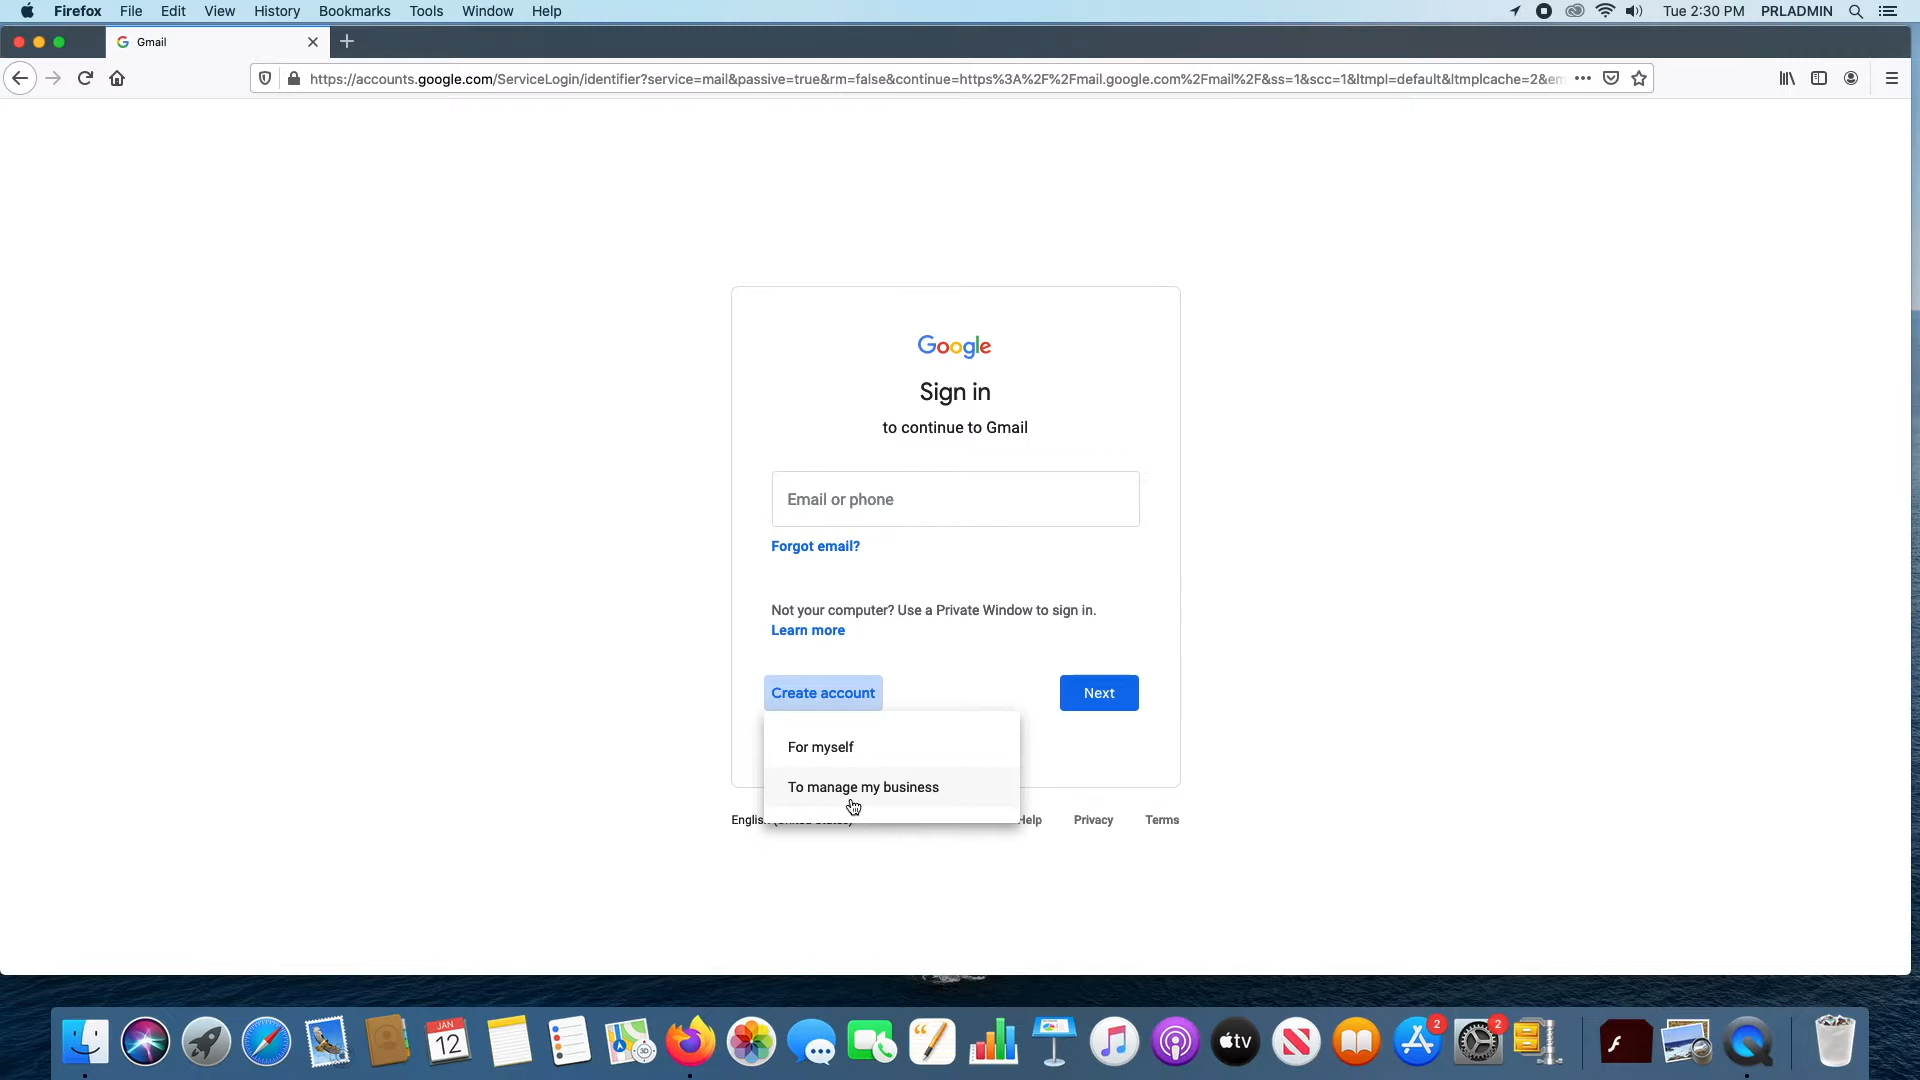 Firefox File Edit View History Bookmarks Tools Window Help Tue 2:30 PM PRLADMIN
Gmail
https://accounts.google.com/ServiceLogin/identifier?service=mail&passive=true&rm=false&continue=https%3A%2F%2Fmail.google.com%2Fmail%2F&ss=1&scc=1&ltmpl=default&ltmplcache=2&em
Google
Sign in
to continue to Gmail
Email or phone
Forgot email?
Not your computer? Use a Private Window to sign in.
Learn more
Create account Next
For myself
To manage my business
Help Privacy Terms
JAN
12
3D
tv
2
2